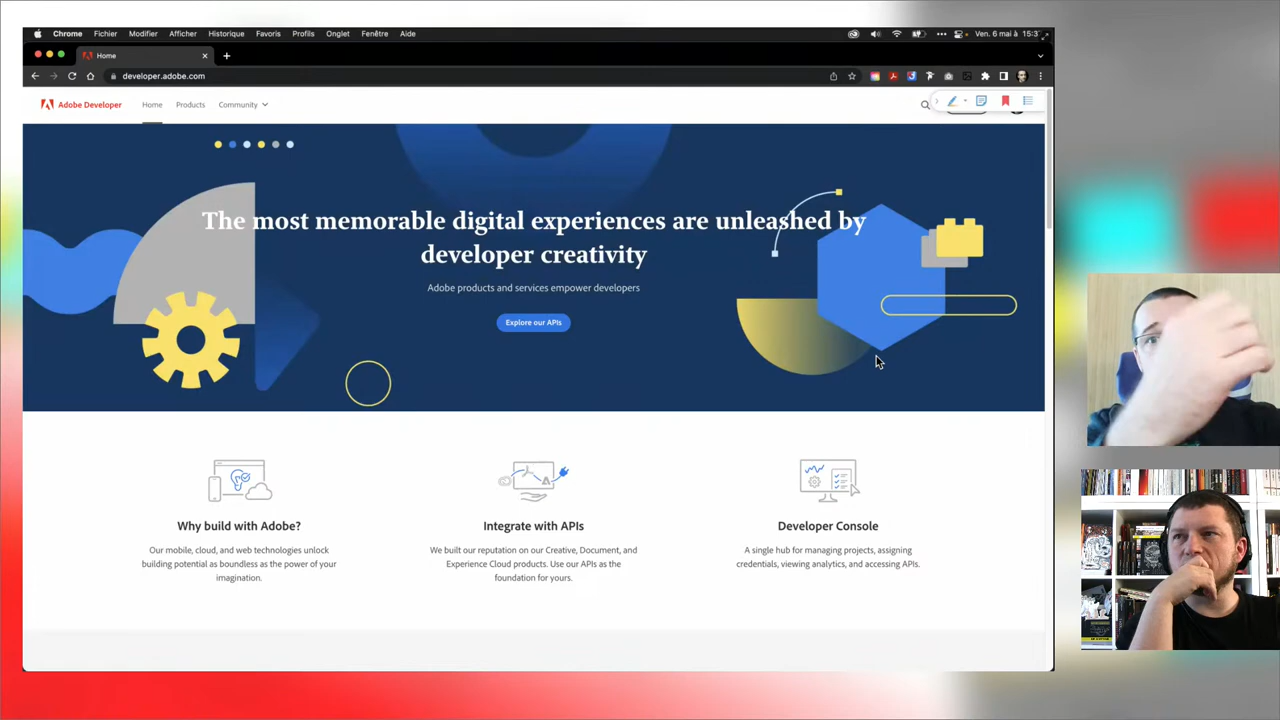 Chrome Fichier Modifier Afficher Historique Favoris Profils Onglet Fenêtre Aide
Ven. 6 mai à 15:3
Home
developer.adobe.com
Adobe Developer Home Products Community
The most memorable digital experiences are unleashed by
developer creativity
Adobe products and services empower developers
Explore our APIs
Why build with Adobe?
Our mobile, cloud, and web technologies unlock
building potential as boundless as the power of your
imagination.
Integrate with APIs
We built our reputation on our Creative, Document, and
Experience Cloud products. Use our APIs as the
foundation for yours.
Developer Console
A single hub for managing projects, assigning
credentials, viewing analytics, and accessing APIs.